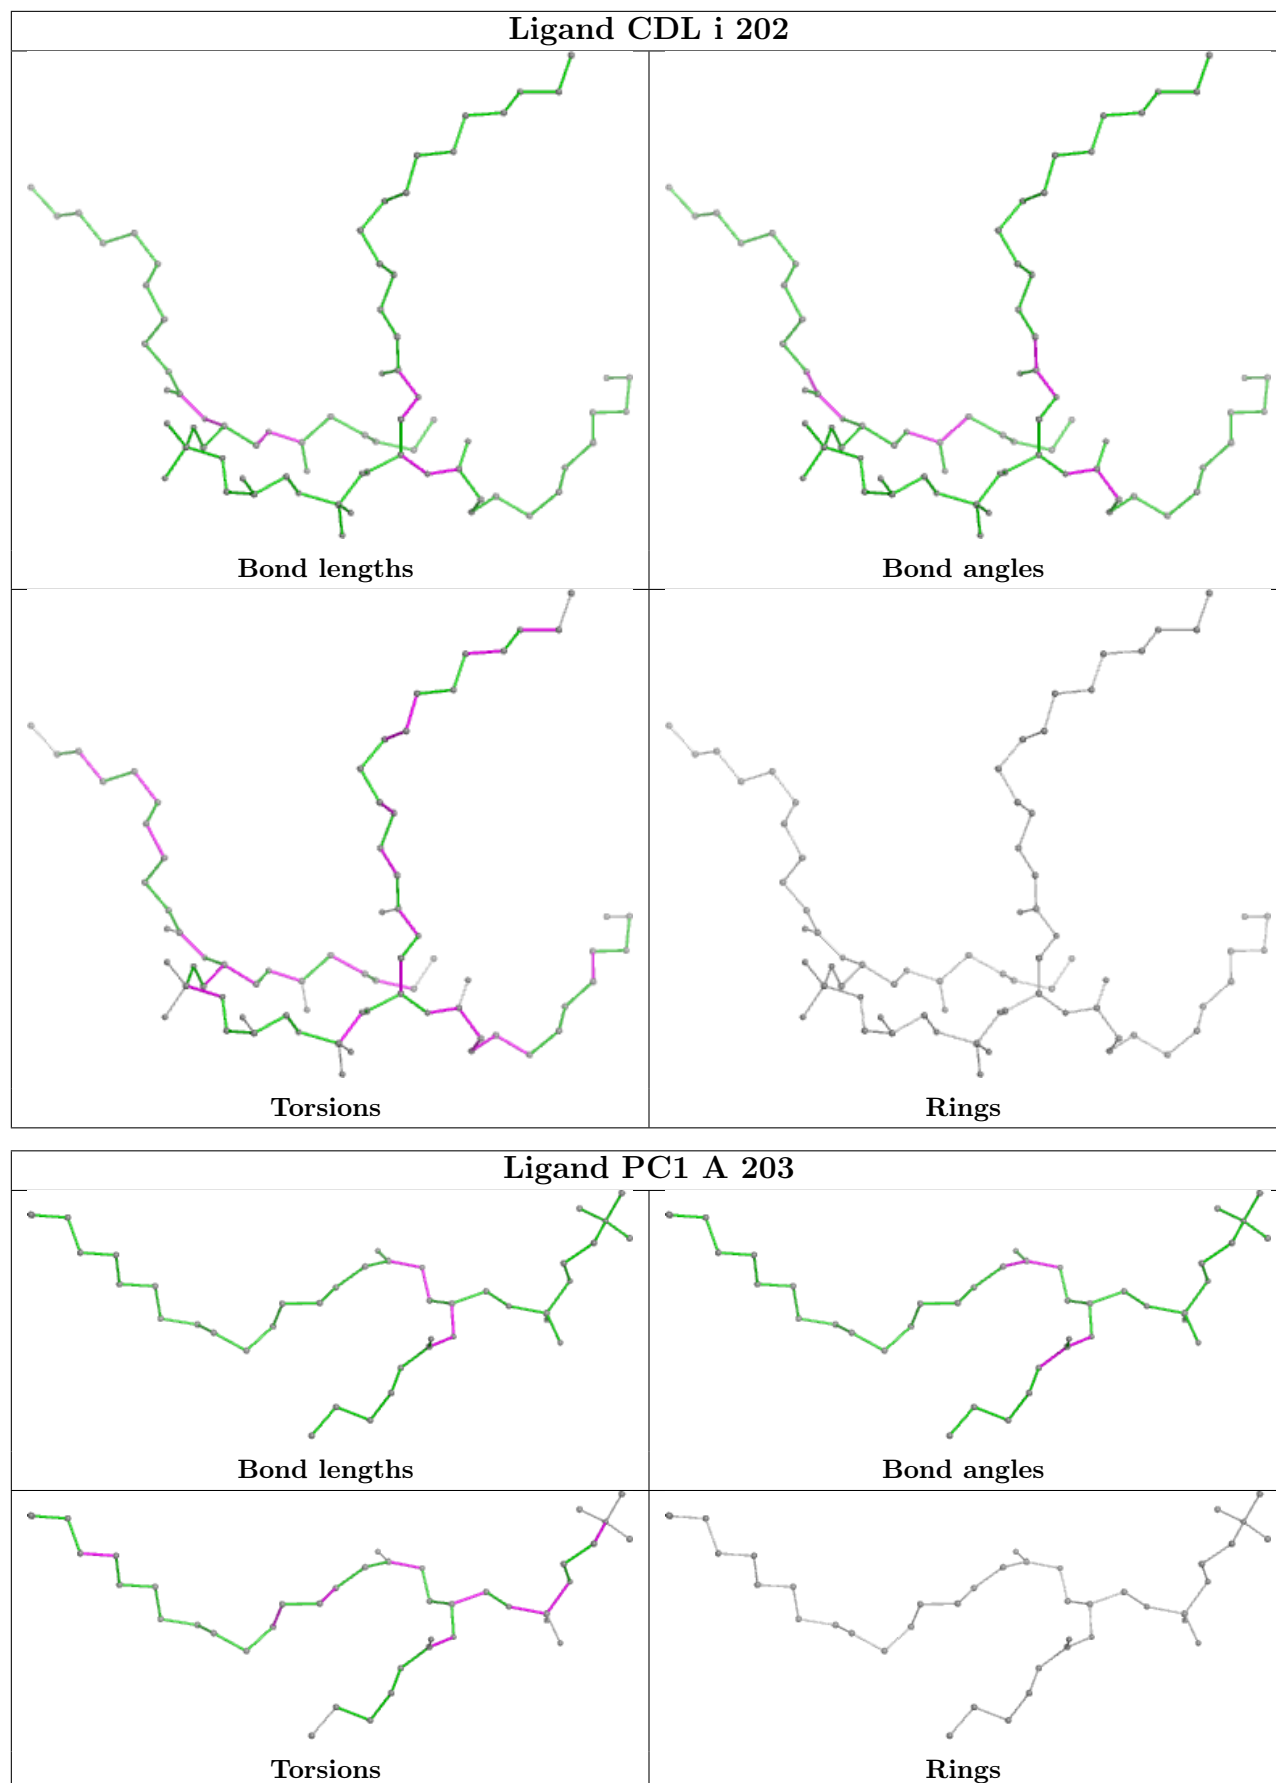 Ligand CDL i 202
Bond lengths
Bond angles
Torsions
Rings
Ligand PC1 A 203
Bond lengths
Bond angles
Torsions
Rings